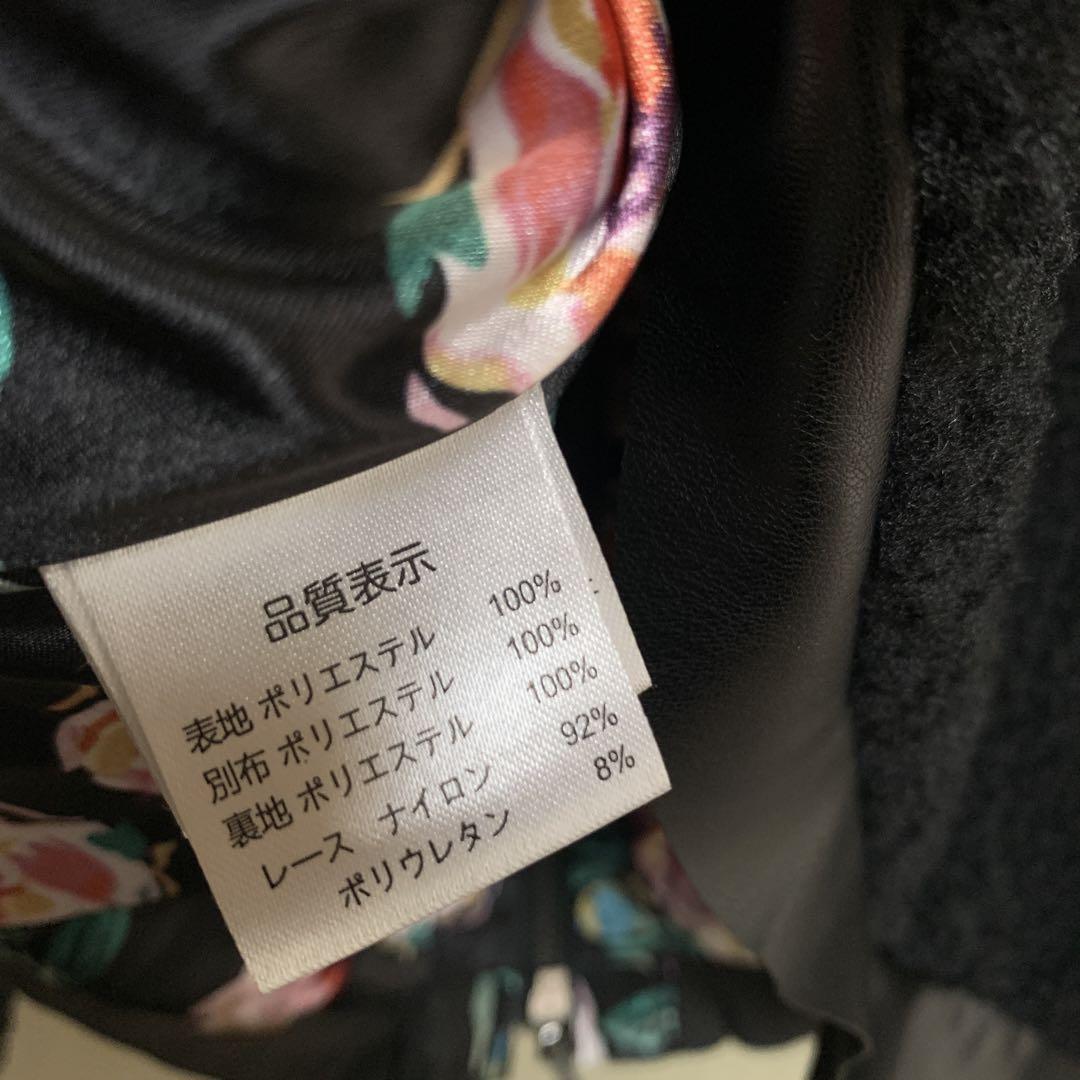 品質表示
表地 ポリエステル 100%
別布 ポリエステル 100%
裏地 ポリエステル 100%
レース ナイロン 92%
ポリウレタン 8%